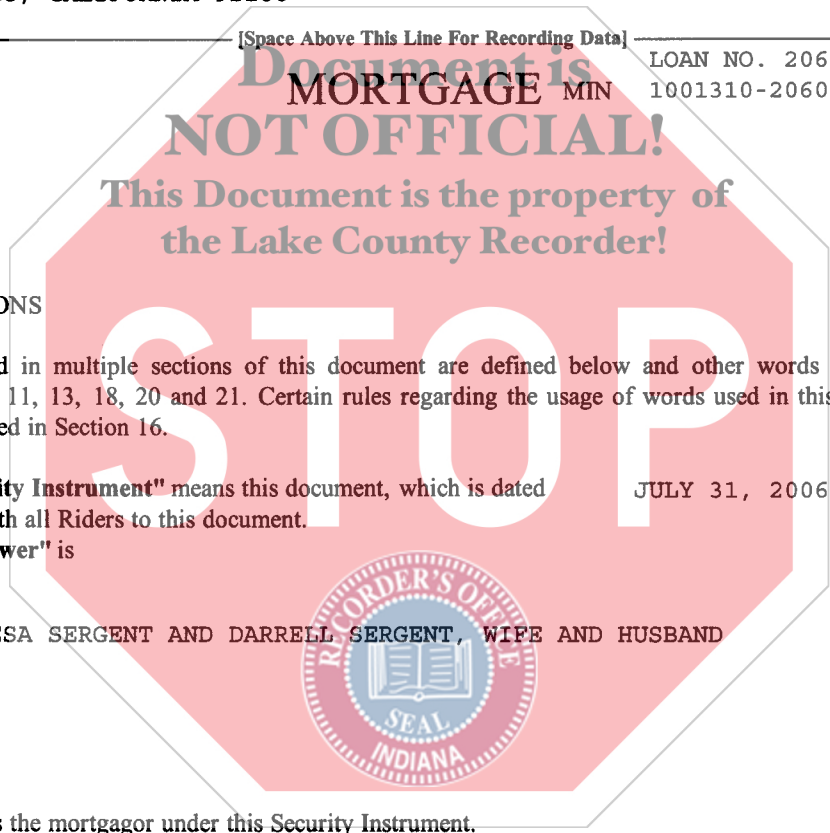 [Space Above This Line For Recording Data]
LOAN NO. 206
MORTGAGE MIN 1001310-2060
Document is
NOT OFFICIAL!
This Document is the property of
the Lake County Recorder!
ONS
in multiple sections of this document are defined below and other words
11, 13, 18, 20 and 21. Certain rules regarding the usage of words used in this
ed in Section 16.
STOP
ity Instrument" means this document, which is dated JULY 31, 2006
th all Riders to this document.
wer" is
SA SERGENT AND DARRELL SERGENT, WIFE AND HUSBAND
RECORDER'S OFFICE
SEAL
INDIANA
s the mortgagor under this Security Instrument.